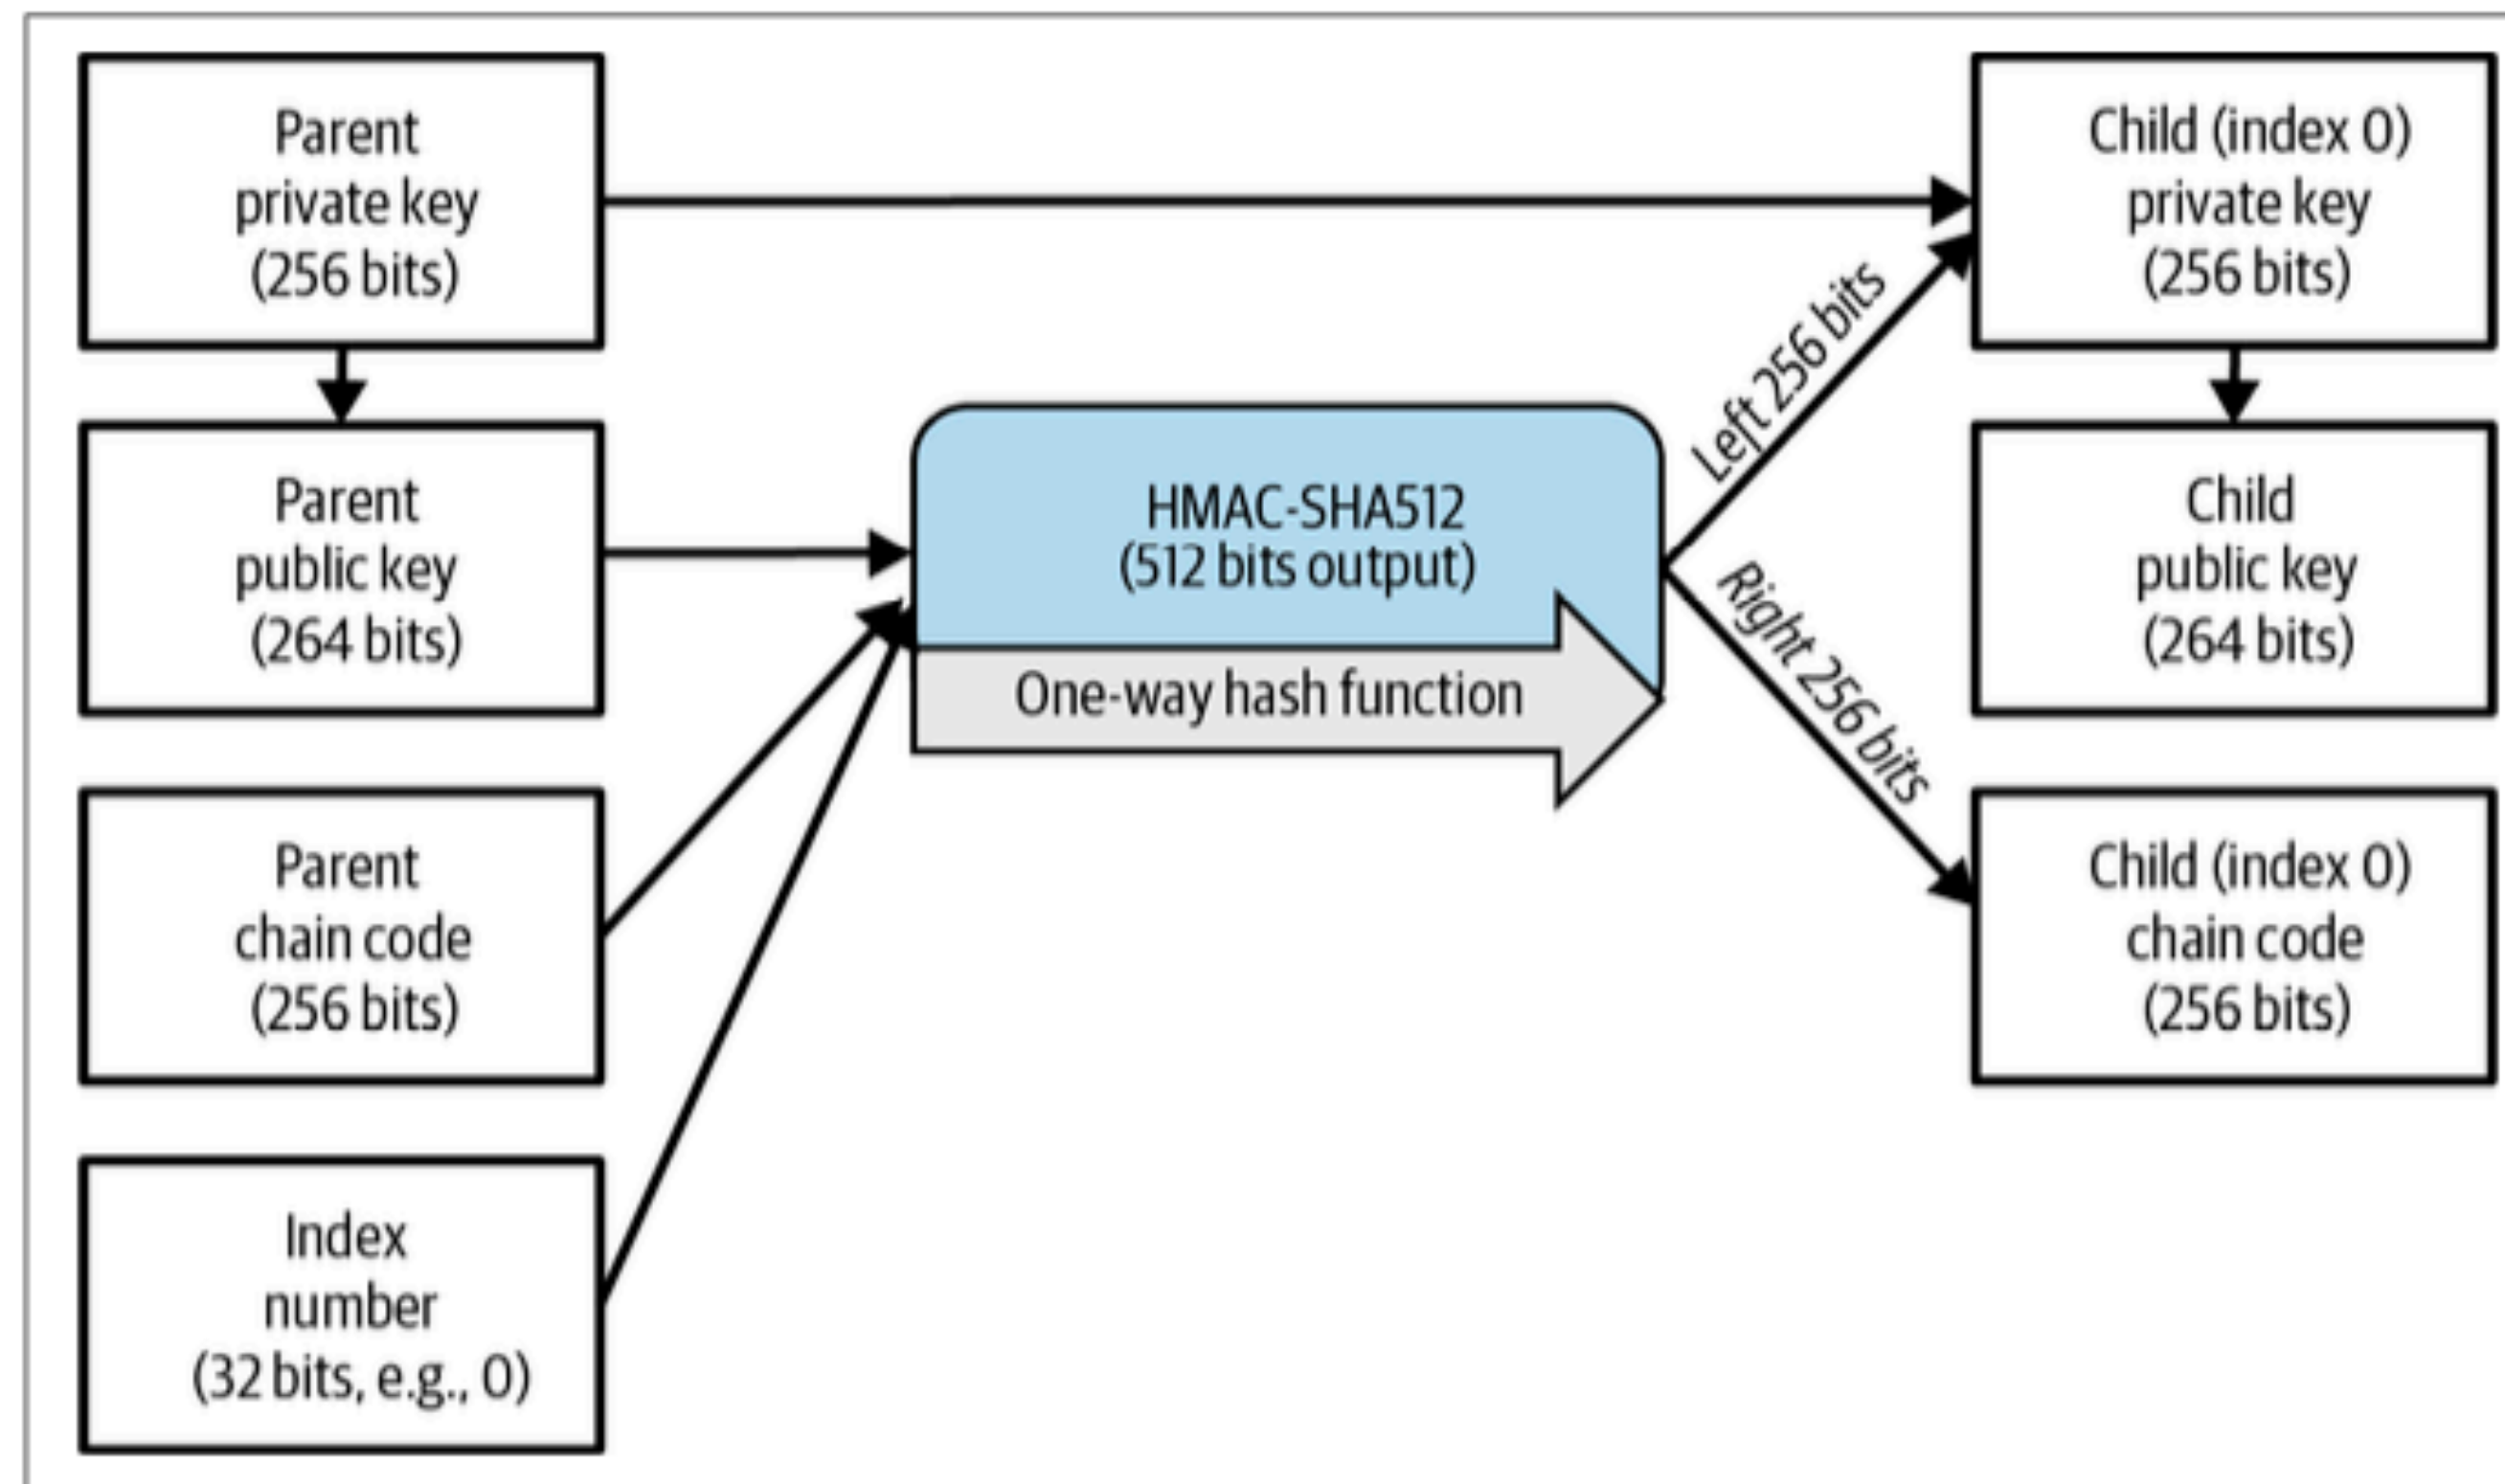 Parent
private key
(256 bits)
Parent
public key
(264 bits)
Parent
chain code
(256 bits)
Index
number
(32 bits, e.g., 0)
HMAC-SHA512
(512 bits output)
One-way hash function
Left 256 bits
Right 256 bits
Child (index 0)
private key
(256 bits)
Child
public key
(264 bits)
Child (index 0)
chain code
(256 bits)